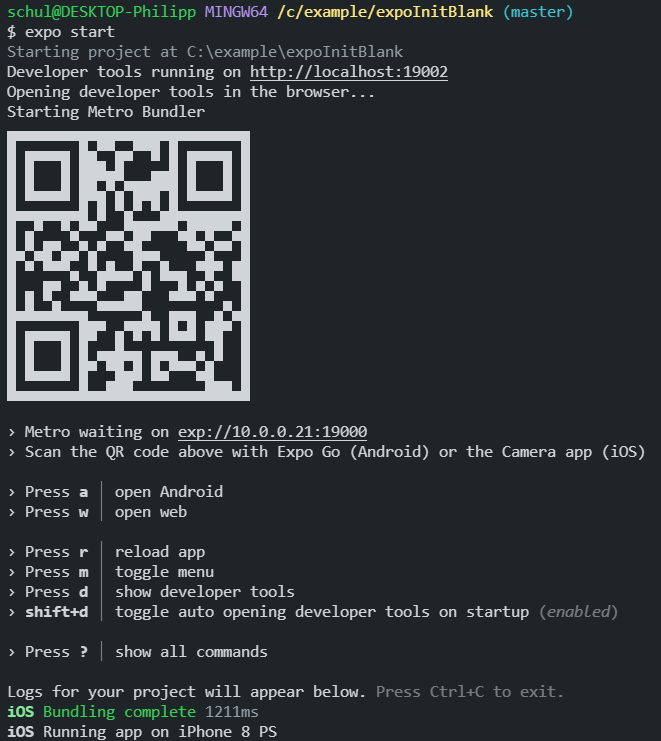 schul@DESKTOP-Philipp MINGW64 /c/example/expoInitBlank (master)
$ expo start
Starting project at C:\example\expoInitBlank
Developer tools running on http://localhost:19002
Opening developer tools in the browser...
Starting Metro Bundler
› Metro waiting on exp://10.0.0.21:19000
› Scan the QR code above with Expo Go (Android) or the Camera app (iOS)
› Press a │ open Android
› Press w │ open web
› Press r │ reload app
› Press m │ toggle menu
› Press d │ show developer tools
› shift+d │ toggle auto opening developer tools on startup (enabled)
› Press ? │ show all commands
Logs for your project will appear below. Press Ctrl+C to exit.
iOS Bundling complete 1211ms
iOS Running app on iPhone 8 PS